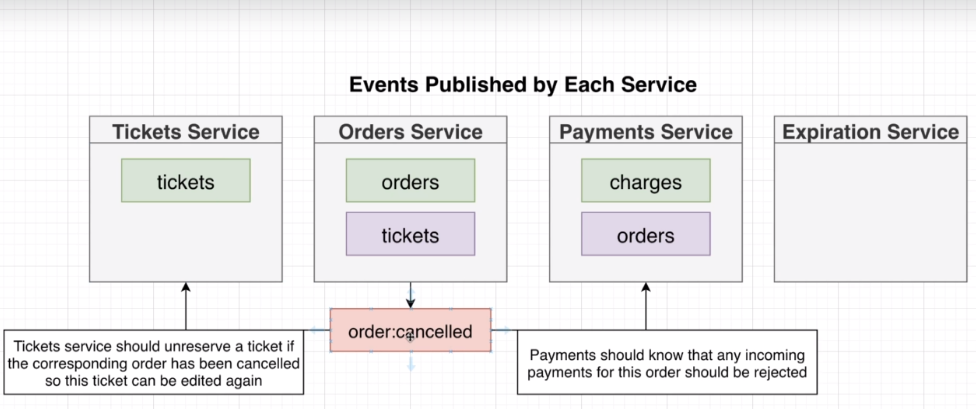 Events Published by Each Service
Tickets Service
Orders Service
Payments Service
Expiration Service
tickets
orders
charges
tickets
orders
order:cancelled
Tickets service should unreserve a ticket if
the corresponding order has been cancelled
so this ticket can be edited again
Payments should know that any incoming
payments for this order should be rejected